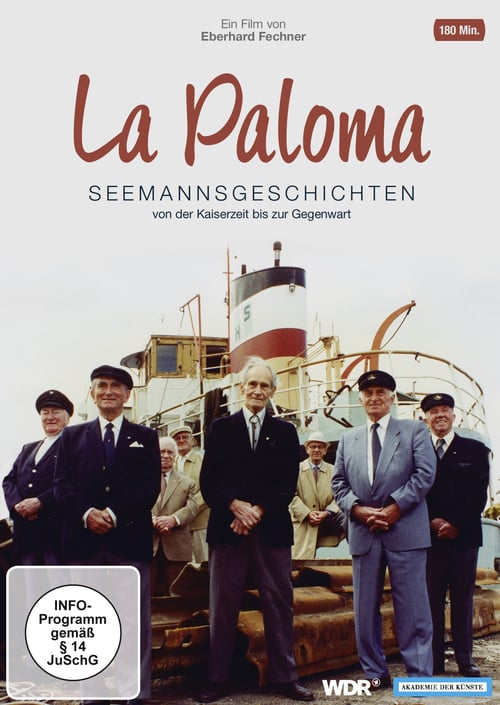 Ein Film von
Eberhard Fechner
180 Min.
La Paloma
SEEMANNSGESCHICHTEN
von der Kaiserzeit bis zur Gegenwart
H S
INFO-
Programm
gemäß
§ 14
JuSchG
WDR
AKADEMIE DER KÜNSTE